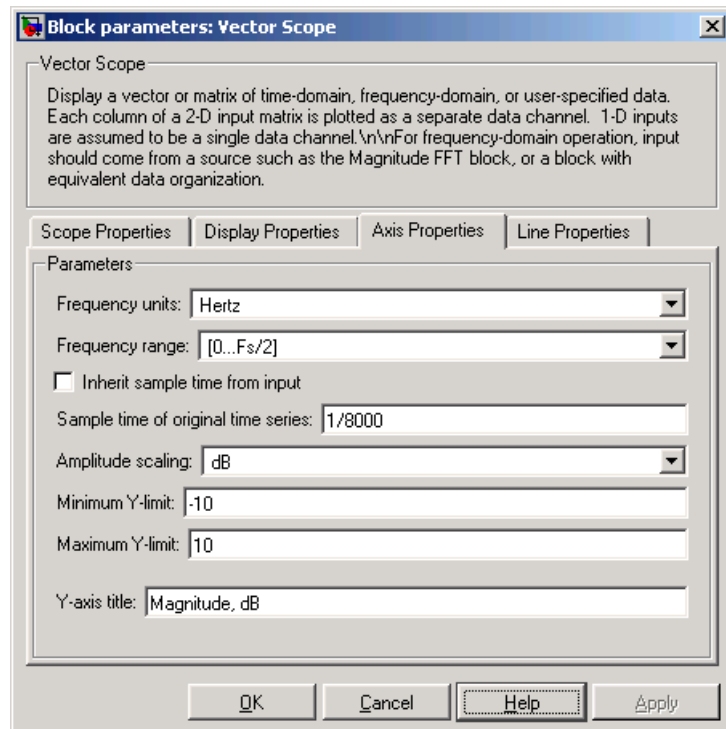 Block parameters: Vector Scope
Vector Scope
Display a vector or matrix of time-domain, frequency-domain, or user-specified data.
Each column of a 2-D input matrix is plotted as a separate data channel.  1-D inputs
are assumed to be a single data channel.\n\nFor frequency-domain operation, input
should come from a source such as the Magnitude FFT block, or a block with
equivalent data organization.
Scope Properties Display Properties Axis Properties Line Properties
Parameters
Frequency units: Hertz
Frequency range: [0...Fs/2]
Inherit sample time from input
Sample time of original time series: 1/8000
Amplitude scaling: dB
Minimum Y-limit: -10
Maximum Y-limit: 10
Y-axis title: Magnitude, dB
OK Cancel Help Apply